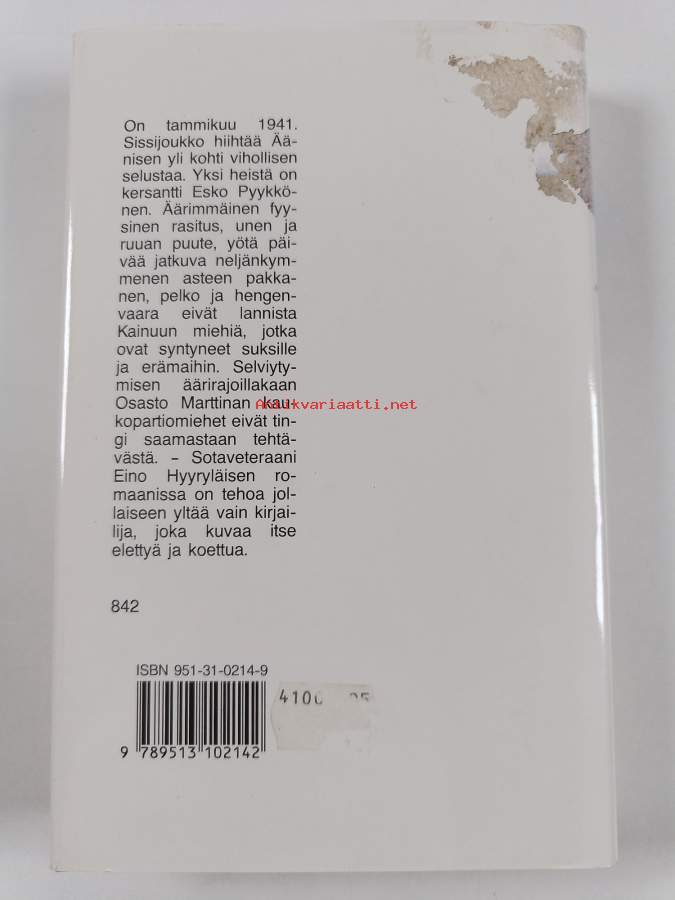 On tammikuu 1941.
Sissijoukko hiihtää Ää-
nisen yli kohti vihollisen
selustaa. Yksi heistä on
kersantti Esko Pyykkö-
nen. Äärimmäinen fyy-
sinen rasitus, unen ja
ruuan puute, yötä päi-
vää jatkuva neljänkym-
menen asteen pakka-
nen, pelko ja hengen-
vaara eivät lannista
Kainuun miehiä, jotka
ovat syntyneet suksille
ja erämaihin. Selviyty-
misen äärirajoillakaan
Osasto Marttinan kau-
kopartiomiehet eivät tin-
gi saamastaan tehtä-
västä. – Sotaveteraani
Eino Hyyryläisen ro-
maanissa on tehoa jol-
laiseen yltää vain kirjai-
lija, joka kuvaa itse
elettyä ja koettua.
Antikvariaatti.net
842
ISBN 951-31-0214-9
9 789513 102142